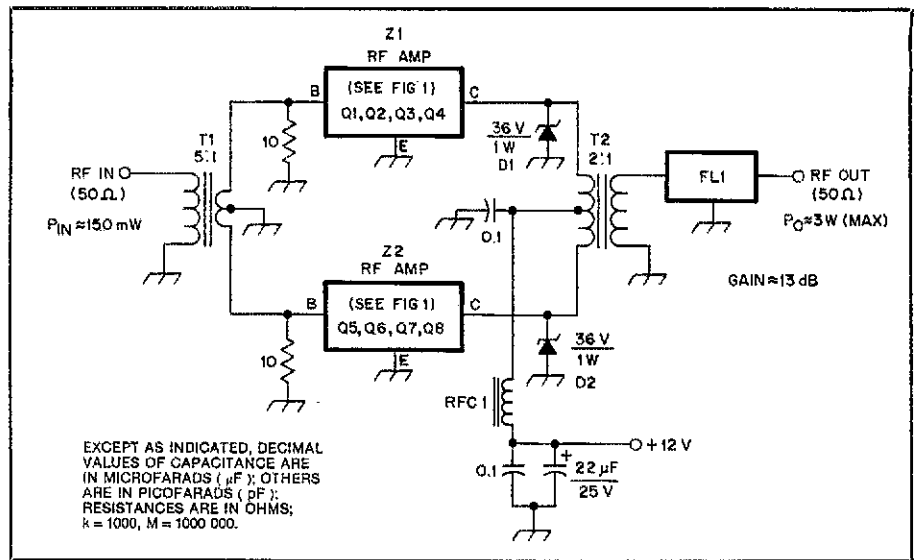 Z1
RF AMP
(SEE FIG 1)
Q1, Q2, Q3, Q4
B
C
E
10
36 V
1W
D1
T1
5:1
T2
2:1
RF IN
(50Ω)
PIN≈150 mW
FL1
RF OUT
(50Ω)
PO≈3W (MAX)
0.1
GAIN≈13 dB
Z2
RF AMP
(SEE FIG 1)
Q5, Q6, Q7, Q8
B
C
E
10
36 V
1W
D2
RFC 1
+12 V
0.1
+
22 µF
25 V
EXCEPT AS INDICATED, DECIMAL
VALUES OF CAPACITANCE ARE
IN MICROFARADS ( µF ); OTHERS
ARE IN PICOFARADS ( pF );
RESISTANCES ARE IN OHMS;
k = 1000, M = 1000 000.